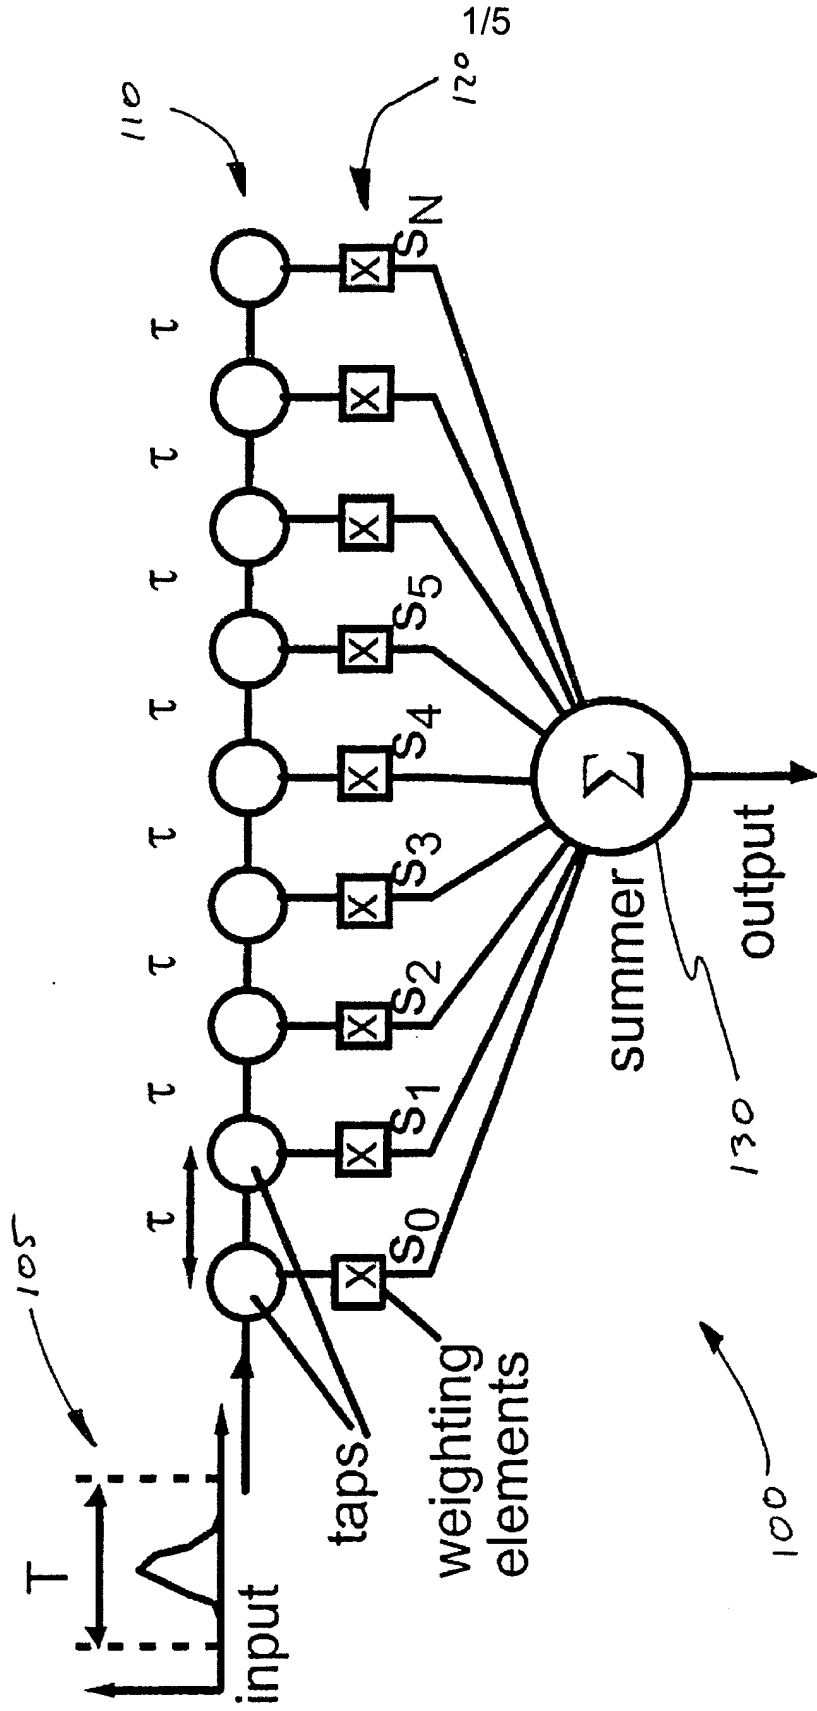 1/5
105
T
input
τ τ τ τ τ τ τ τ
110
120
taps
weighting
elements
X X X X X X X X X
S0 S1 S2 S3 S4 S5 SN
Σ
summer
130
output
100